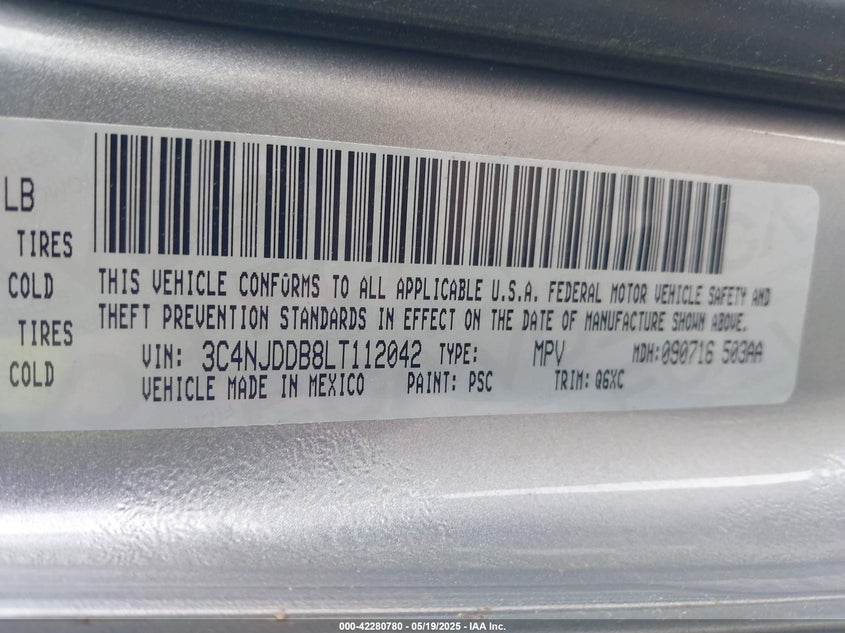 LB
TIRES
COLD
TIRES
COLD
THIS VEHICLE CONFORMS TO ALL APPLICABLE U.S.A. FEDERAL MOTOR VEHICLE SAFETY AND
THEFT PREVENTION STANDARDS IN EFFECT ON THE DATE OF MANUFACTURE SHOWN ABOVE.
VIN: 3C4NJDDB8LT112042 TYPE: MPV MDH: 090716 503AA
VEHICLE MADE IN MEXICO PAINT: PSC TRIM: Q6XC
000-42280780 - 05/19/2025 - IAA Inc.